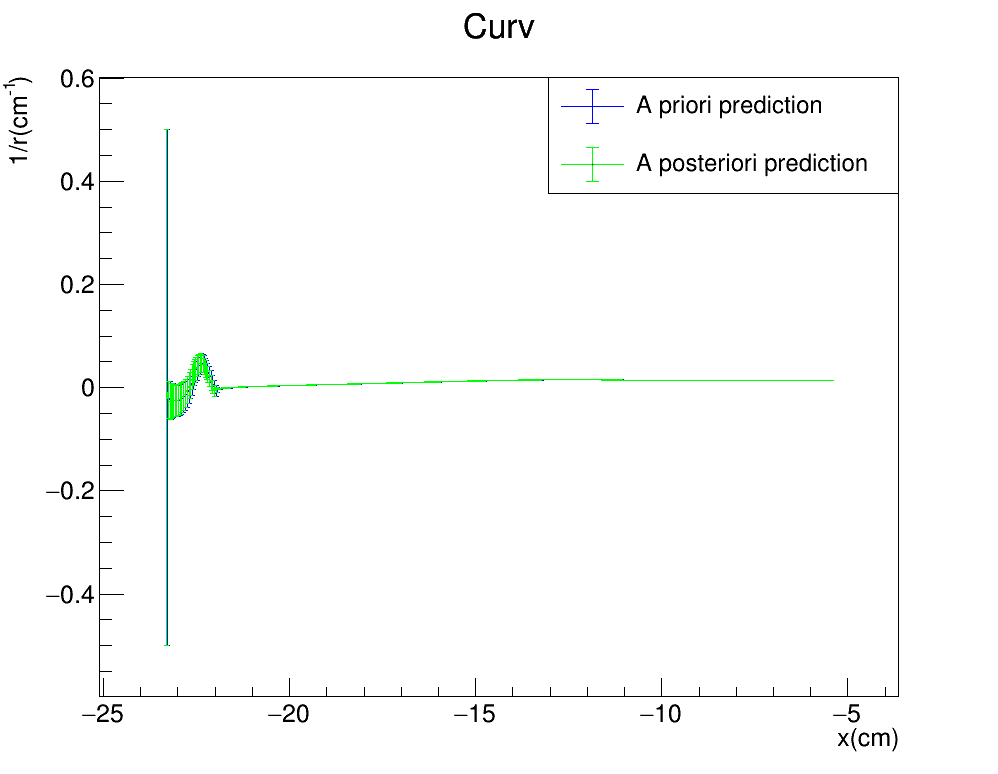 Curv
1/r(cm⁻¹)
A priori prediction
A posteriori prediction
0.6
0.4
0.2
0
−0.2
−0.4
−25 −20 −15 −10 −5
x(cm)